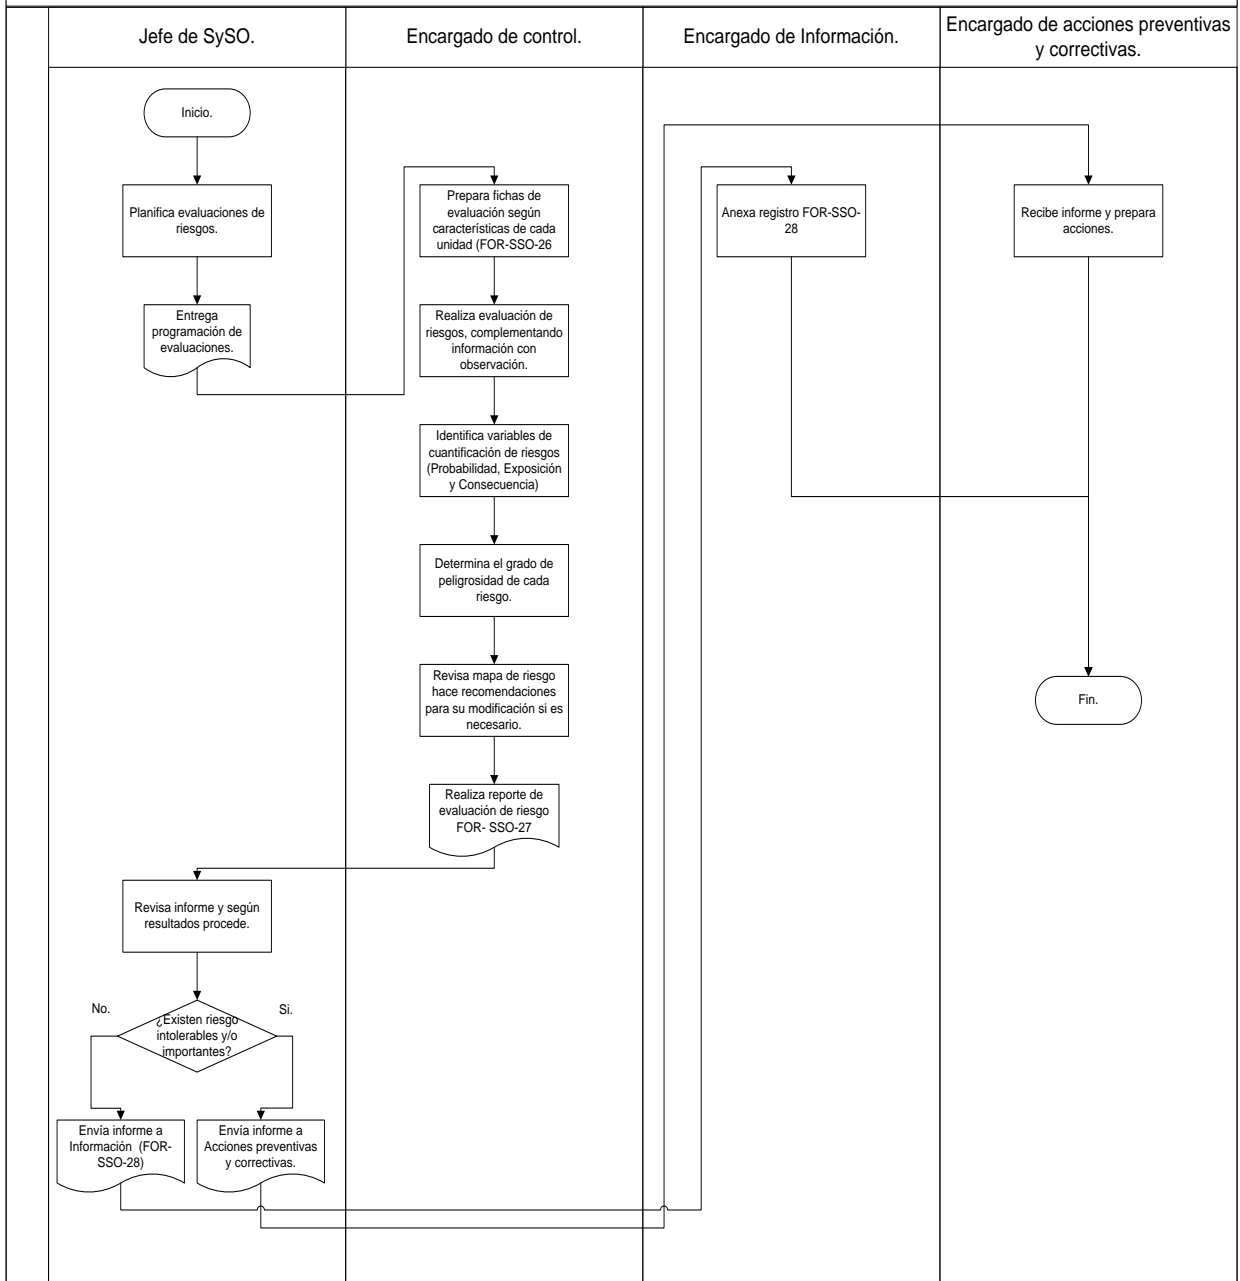 Jefe de SySO.
Encargado de control.
Encargado de Información.
Encargado de acciones preventivas
y correctivas.
Inicio.
Planifica evaluaciones de
riesgos.
Entrega
programación de
evaluaciones.
Prepara fichas de
evaluación según
características de cada
unidad (FOR-SSO-26
Realiza evaluación de
riesgos, complementando
información con
observación.
Identifica variables de
cuantificación de riesgos
(Probabilidad, Exposición
y Consecuencia)
Determina el grado de
peligrosidad de cada
riesgo.
Revisa mapa de riesgo
hace recomendaciones
para su modificación si es
necesario.
Realiza reporte de
evaluación de riesgo
FOR- SSO-27
Revisa informe y según
resultados procede.
No.
Si.
¿Existen riesgo
intolerables y/o
importantes?
Envía informe a
Información (FOR-
SSO-28)
Envía informe a
Acciones preventivas
y correctivas.
Anexa registro FOR-SSO-
28
Recibe informe y prepara
acciones.
Fin.